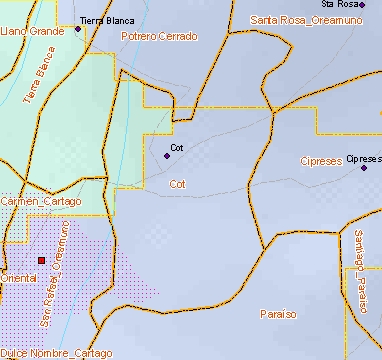 Sta Rosa
Tierra Blanca
Santa Rosa_Oreamuno
Llano Grande
Potrero Cerrado
Tierra Blanca
Cot
Cipreses
Cipreses
Cot
Carmen_Cartago
San Rafael_Oreamuno
Santiago_Paraiso
Oriental
Paraiso
Dulce Nombre_Cartago